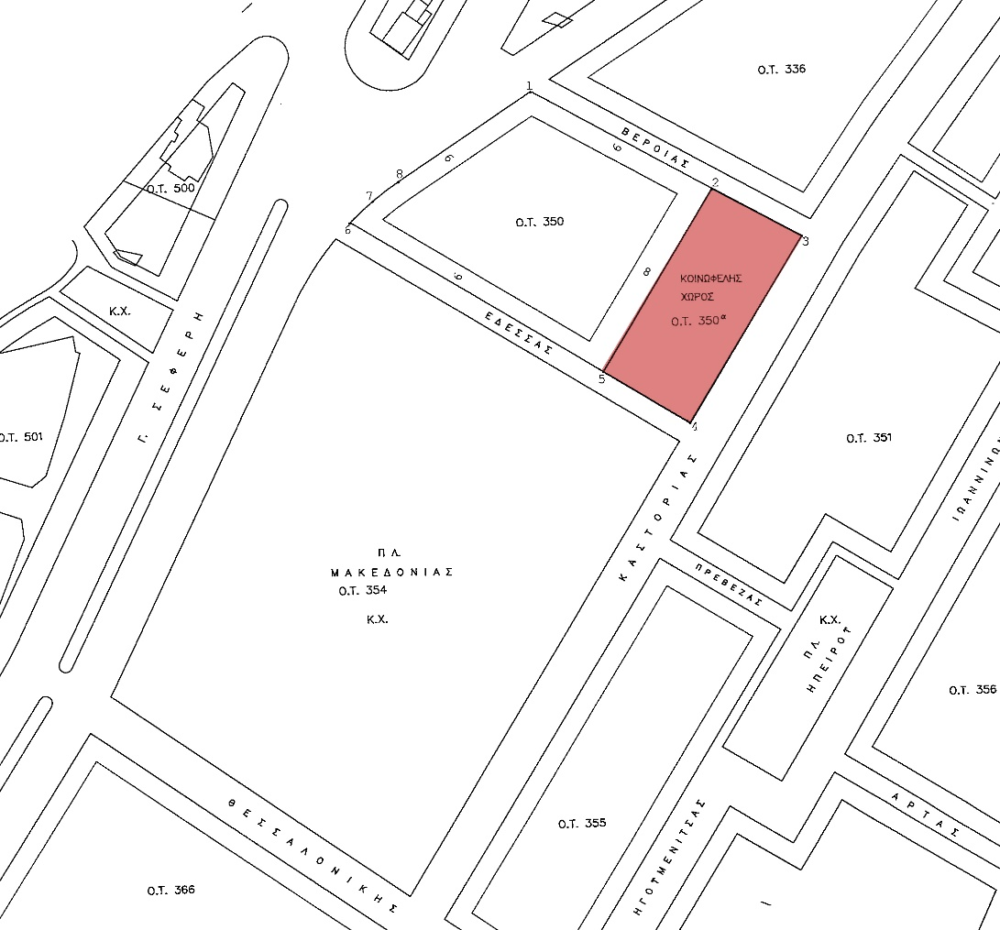 Ο.Τ. 336
1
ΒΕΡΟΙΑΣ
6
6
8
7
2
Ο.Τ. 500
Ο.Τ. 350
3
6
8
6
ΚΟΙΝΩΦΕΛΗΣ
ΧΩΡΟΣ
Ο.Τ. 350α
Κ.Χ.
Γ. ΣΕΦΕΡΗ
ΕΔΕΣΣΑΣ
5
4
Ο.Τ. 501
Ο.Τ. 351
ΙΩΑΝΝΙΝΩΝ
ΚΑΣΤΟΡΙΑΣ
ΠΛ.
ΜΑΚΕΔΟΝΙΑΣ
Ο.Τ. 354
Κ.Χ.
ΠΡΕΒΕΖΑΣ
Κ.Χ.
ΠΛ.
ΗΠΕΙΡΟΥ
Ο.Τ. 356
ΘΕΣΣΑΛΟΝΙΚΗΣ
Ο.Τ. 355
ΗΓΟΥΜΕΝΙΤΣΑΣ
ΑΡΤΑΣ
Ο.Τ. 366